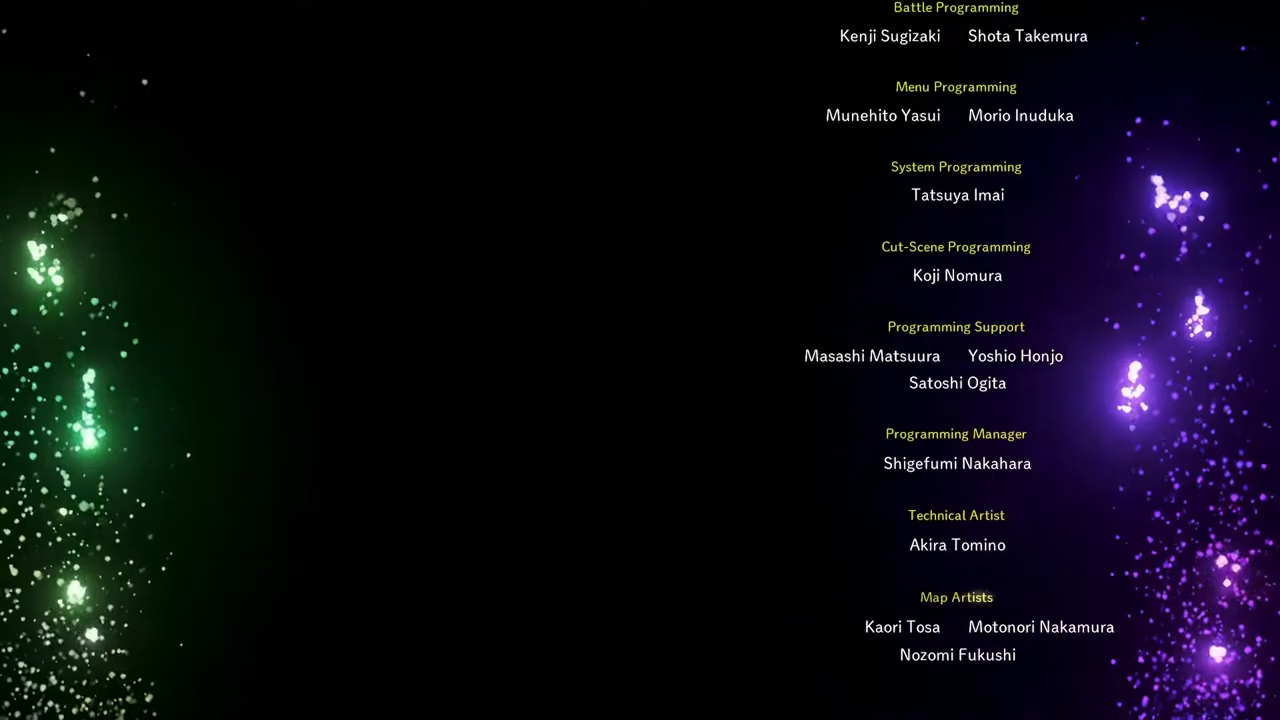 Battle Programming
Kenji Sugizaki Shota Takemura
Menu Programming
Munehito Yasui Morio Inuduka
System Programming
Tatsuya Imai
Cut-Scene Programming
Koji Nomura
Programming Support
Masashi Matsuura Yoshio Honjo
Satoshi Ogita
Programming Manager
Shigefumi Nakahara
Technical Artist
Akira Tomino
Map Artists
Kaori Tosa Motonori Nakamura
Nozomi Fukushi